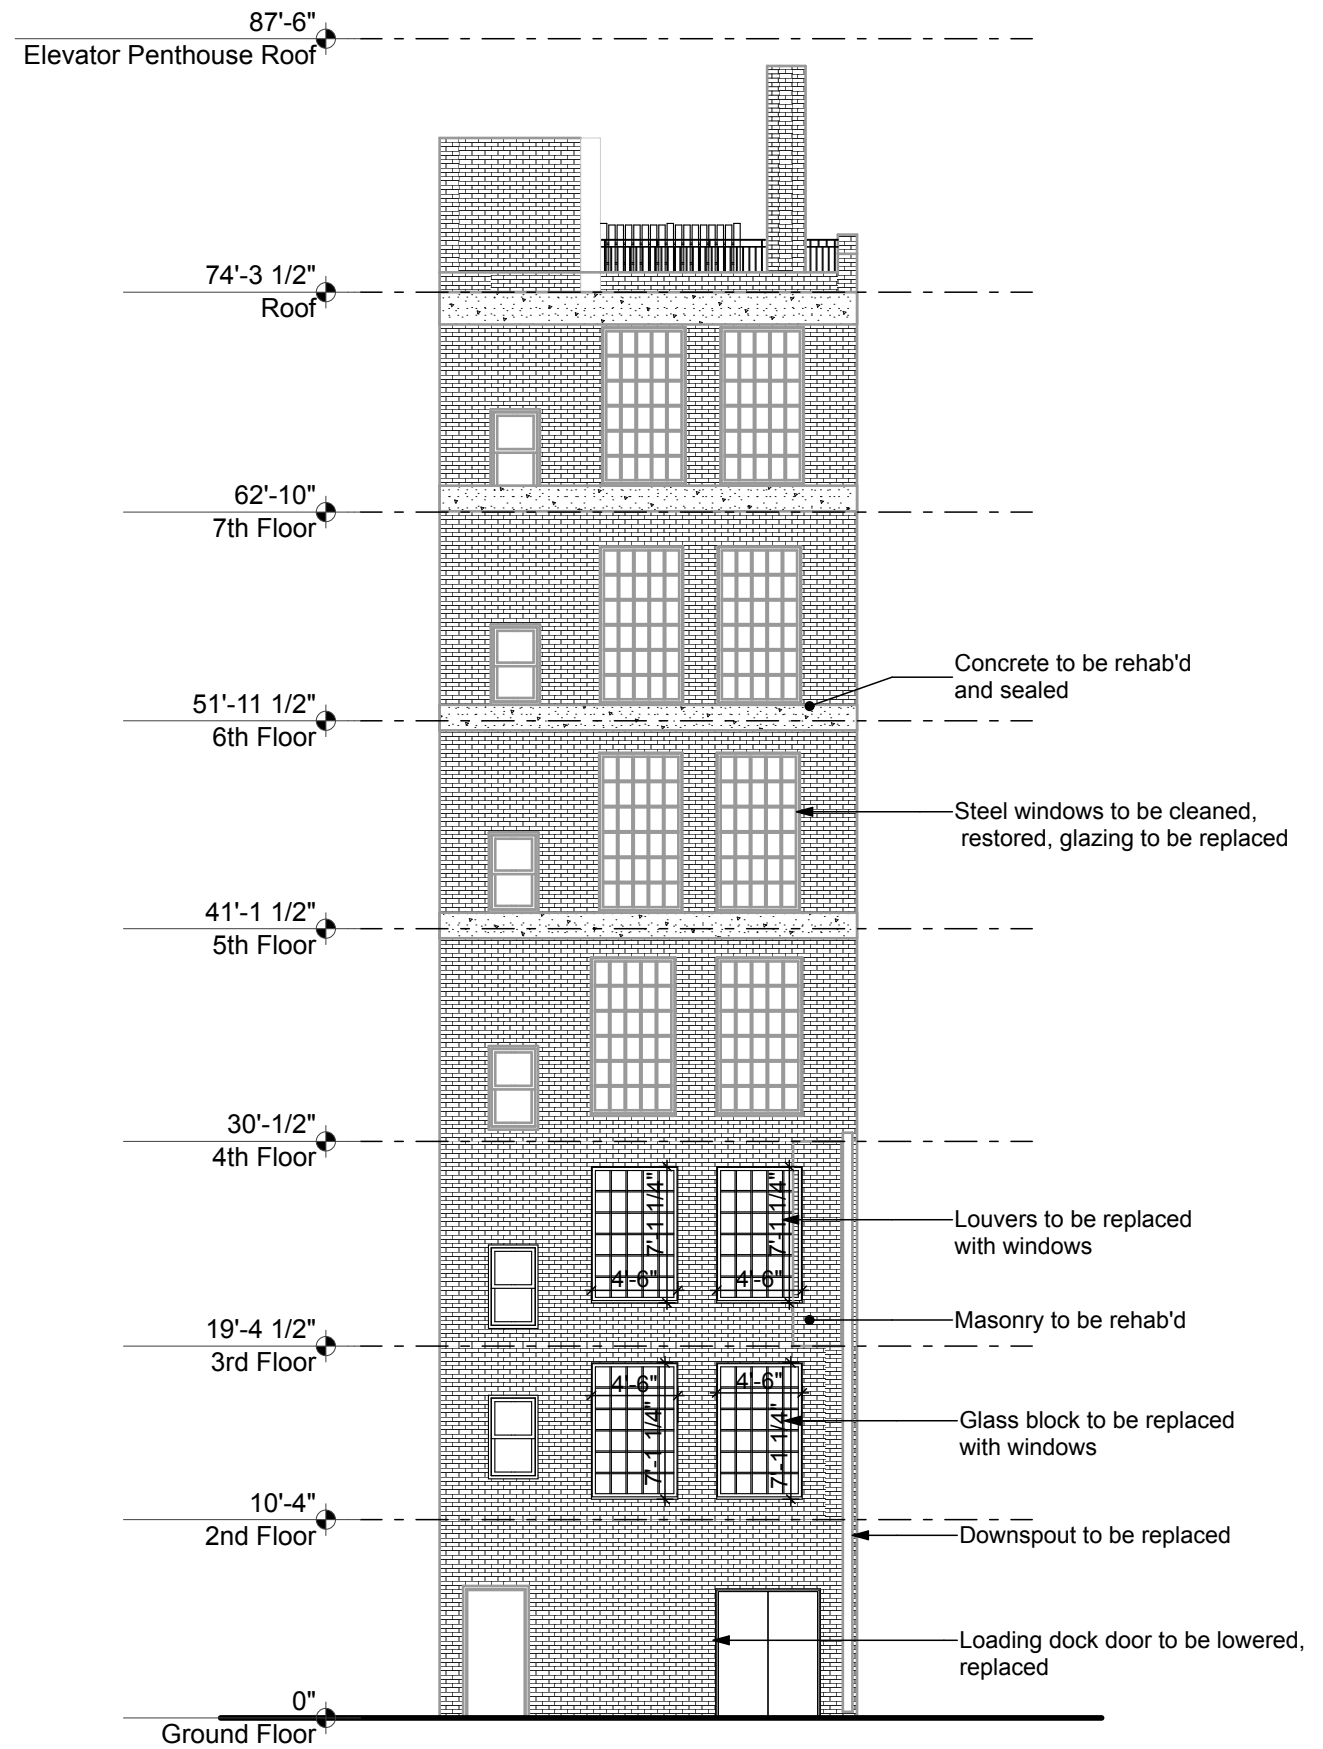 87'-6"
Elevator Penthouse Roof
74'-3 1/2"
Roof
62'-10"
7th Floor
Concrete to be rehab'd
and sealed
51'-11 1/2"
6th Floor
Steel windows to be cleaned,
restored, glazing to be replaced
41'-1 1/2"
5th Floor
30'-1/2"
4th Floor
7'-1 1/4"
7'-1 1/4"
Louvers to be replaced
with windows
4'-6"
4'-6"
Masonry to be rehab'd
19'-4 1/2"
3rd Floor
4'-6"
4'-6"
7'-1 1/4"
7'-1 1/4"
Glass block to be replaced
with windows
10'-4"
2nd Floor
Downspout to be replaced
Loading dock door to be lowered,
replaced
0"
Ground Floor